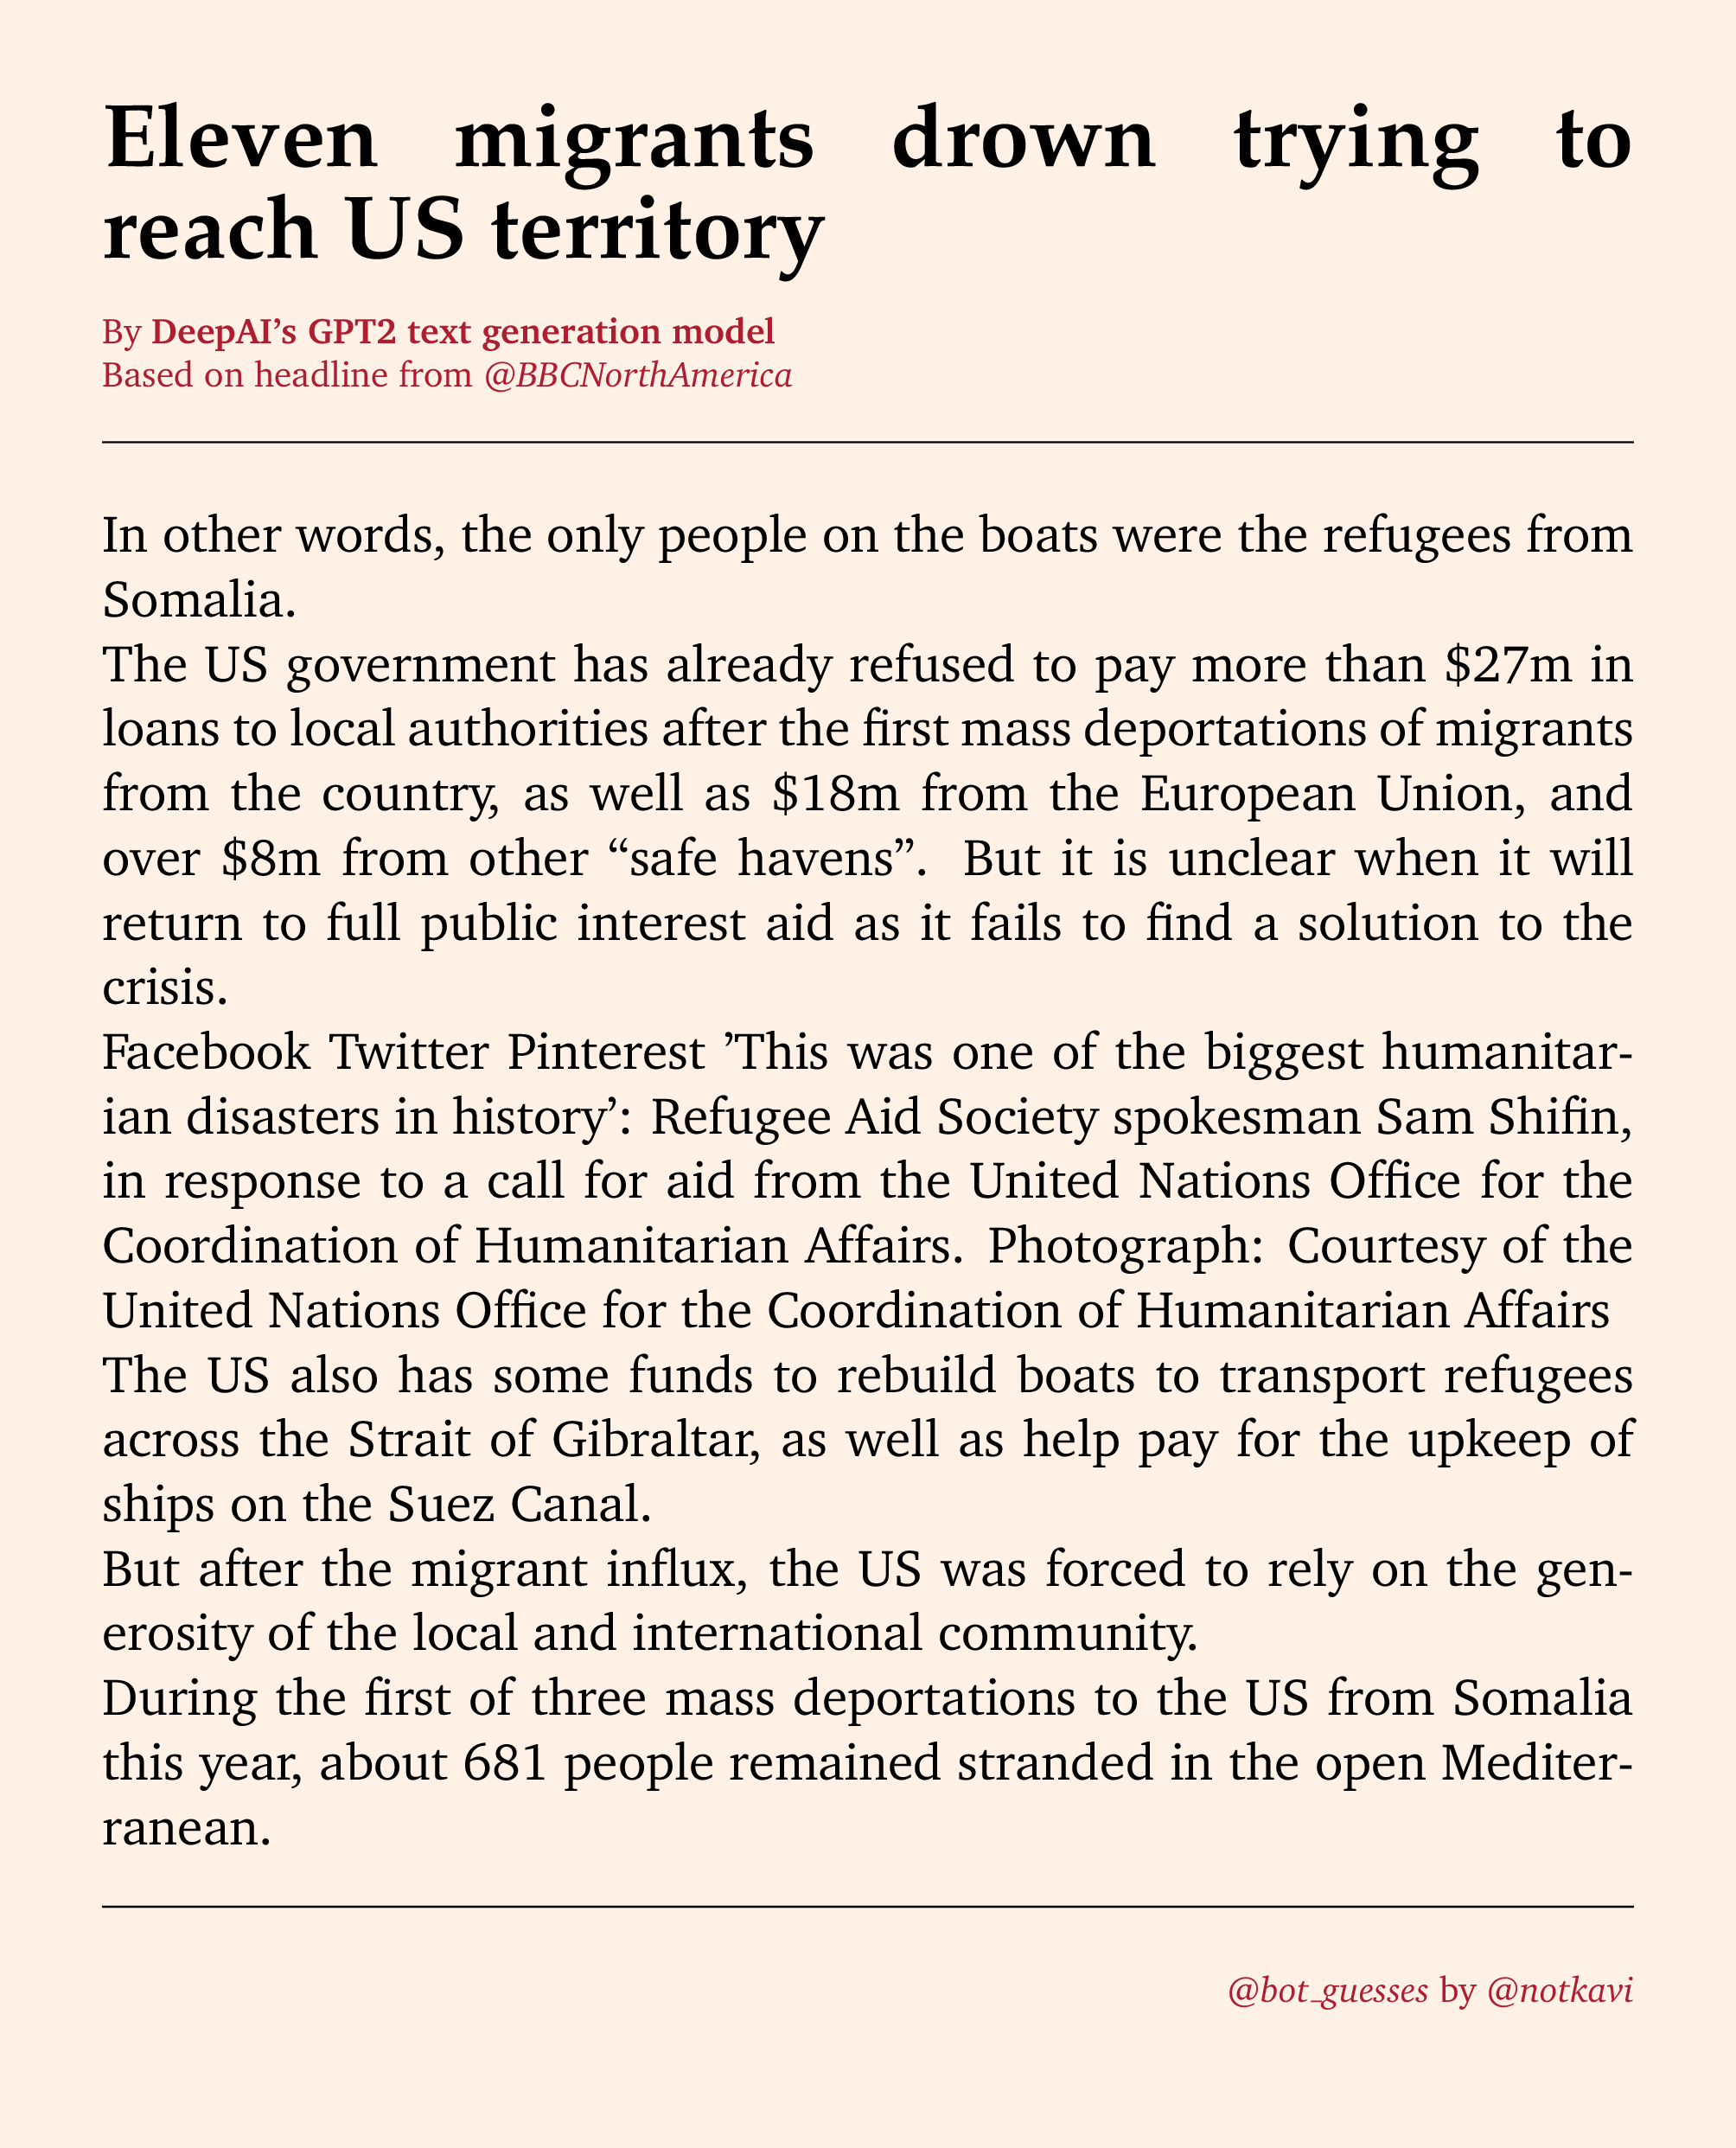 Eleven migrants drown trying to
reach US territory
By DeepAI’s GPT2 text generation model
Based on headline from @BBCNorthAmerica
In other words, the only people on the boats were the refugees from
Somalia.
The US government has already refused to pay more than $27m in
loans to local authorities after the first mass deportations of migrants
from the country, as well as $18m from the European Union, and
over $8m from other “safe havens”. But it is unclear when it will
return to full public interest aid as it fails to find a solution to the
crisis.
Facebook Twitter Pinterest ’This was one of the biggest humanitar-
ian disasters in history’: Refugee Aid Society spokesman Sam Shifin,
in response to a call for aid from the United Nations Office for the
Coordination of Humanitarian Affairs. Photograph: Courtesy of the
United Nations Office for the Coordination of Humanitarian Affairs
The US also has some funds to rebuild boats to transport refugees
across the Strait of Gibraltar, as well as help pay for the upkeep of
ships on the Suez Canal.
But after the migrant influx, the US was forced to rely on the gen-
erosity of the local and international community.
During the first of three mass deportations to the US from Somalia
this year, about 681 people remained stranded in the open Mediter-
ranean.
@bot_guesses by @notkavi